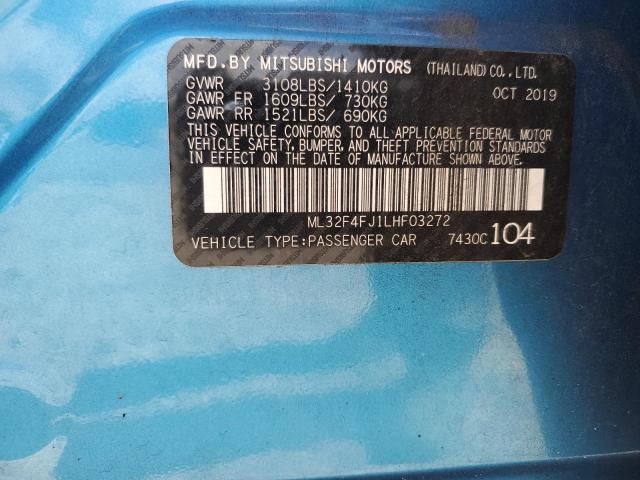 MFD.BY MITSUBISHI MOTORS (THAILAND) CO.,LTD.
GVWR 3108LBS/1410KG OCT 2019
GAWR FR 1609LBS/ 730KG
GAWR RR 1521LBS/ 690KG
THIS VEHICLE CONFORMS TO ALL APPLICABLE FEDERAL MOTOR
VEHICLE SAFETY, BUMPER, AND THEFT PREVENTION STANDARDS
IN EFFECT ON THE DATE OF MANUFACTURE SHOWN ABOVE.
ML32F4FJ1LHF03272
VEHICLE TYPE:PASSENGER CAR 7430C 104